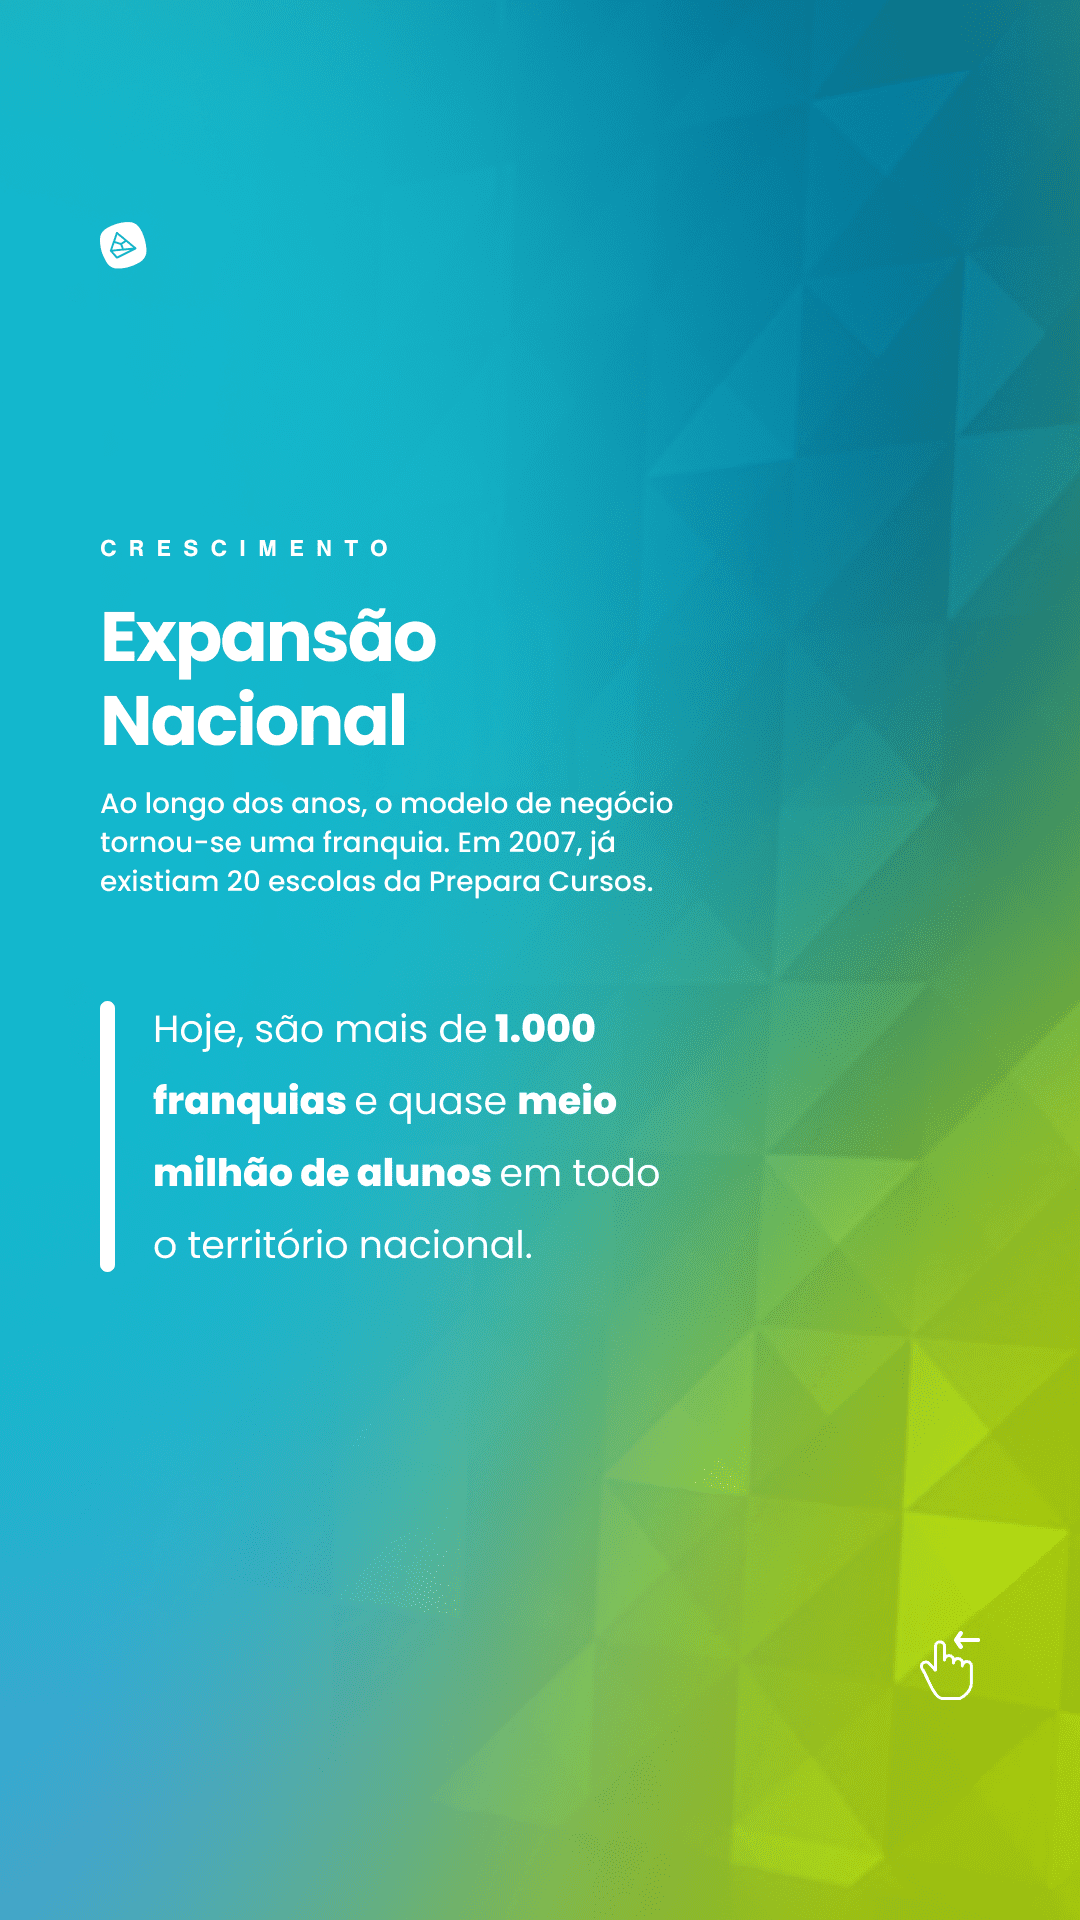 CRESCIMENTO
Expansão
Nacional
Ao longo dos anos, o modelo de negócio
tornou-se uma franquia. Em 2007, já
existiam 20 escolas da Prepara Cursos.
Hoje, são mais de 1.000
franquias e quase meio
milhão de alunos em todo
o território nacional.